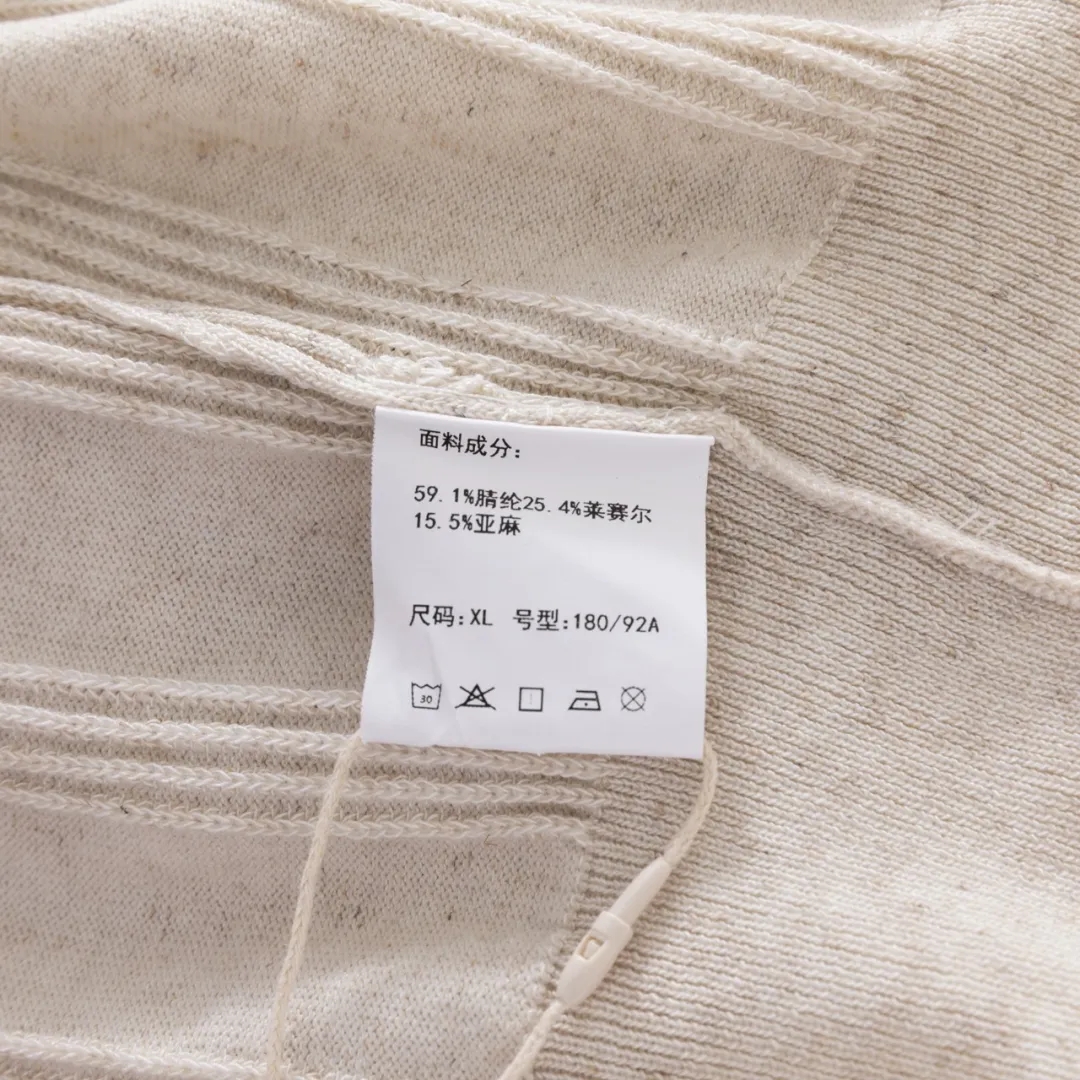 面料成分：
59.1%腈纶25.4%莱赛尔
15.5%亚麻
尺码:XL 号型:180/92A
30